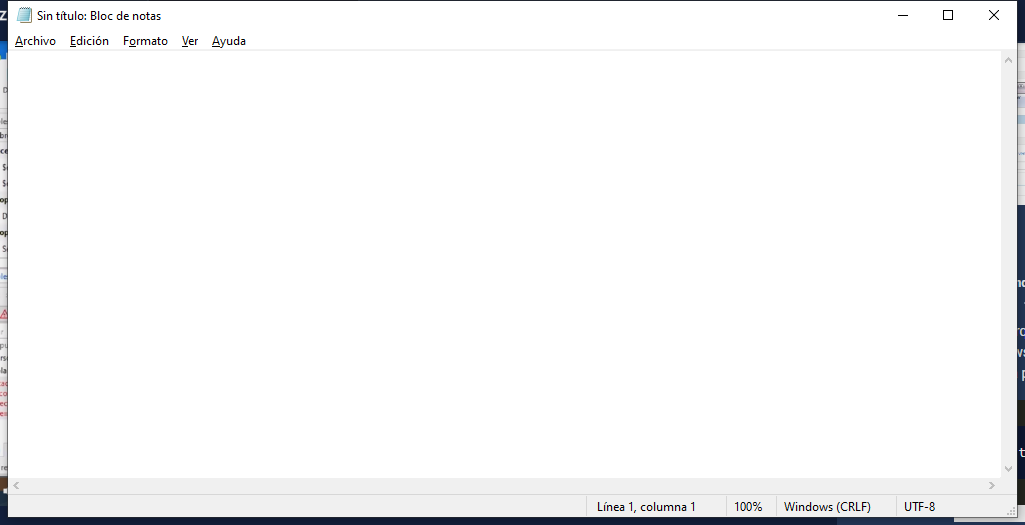 Sin título: Bloc de notas
Archivo Edición Formato Ver Ayuda
Línea 1, columna 1 100% Windows (CRLF) UTF-8